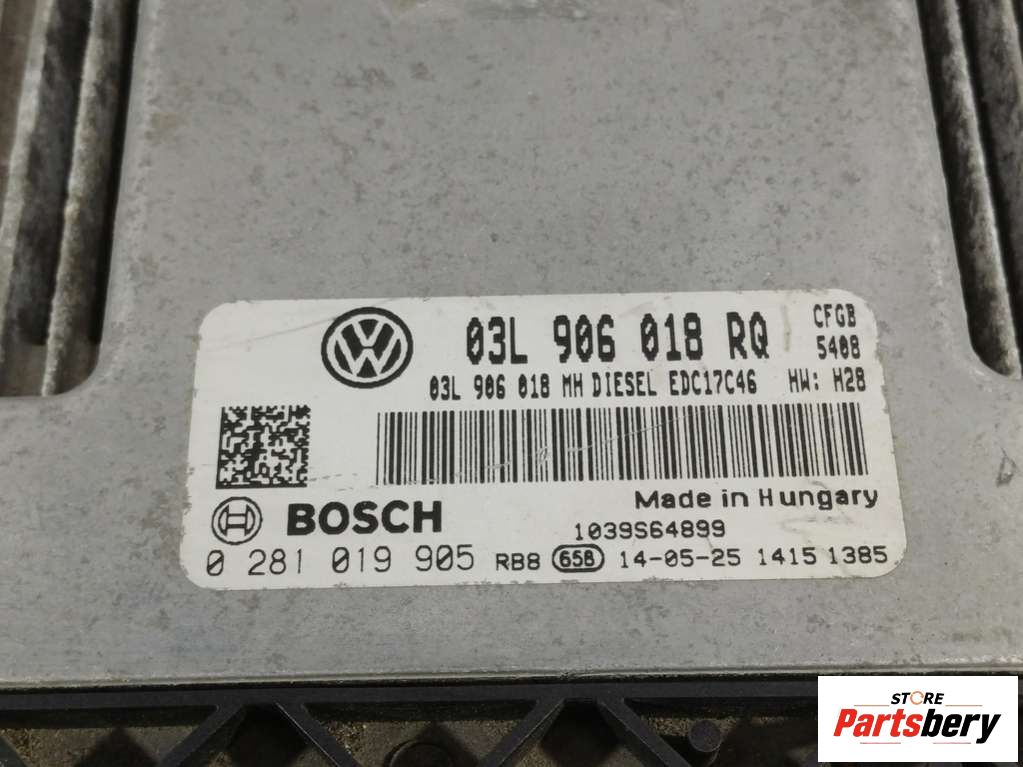 03L 906 018 RQ CFGB
5408
03L 906 018 MH DIESEL EDC17C46 HW: H28
Made in Hungary
BOSCH 1039S64899
0 281 019 905 RB8 65B 14-05-25 1415 1385
STORE
Partsbery